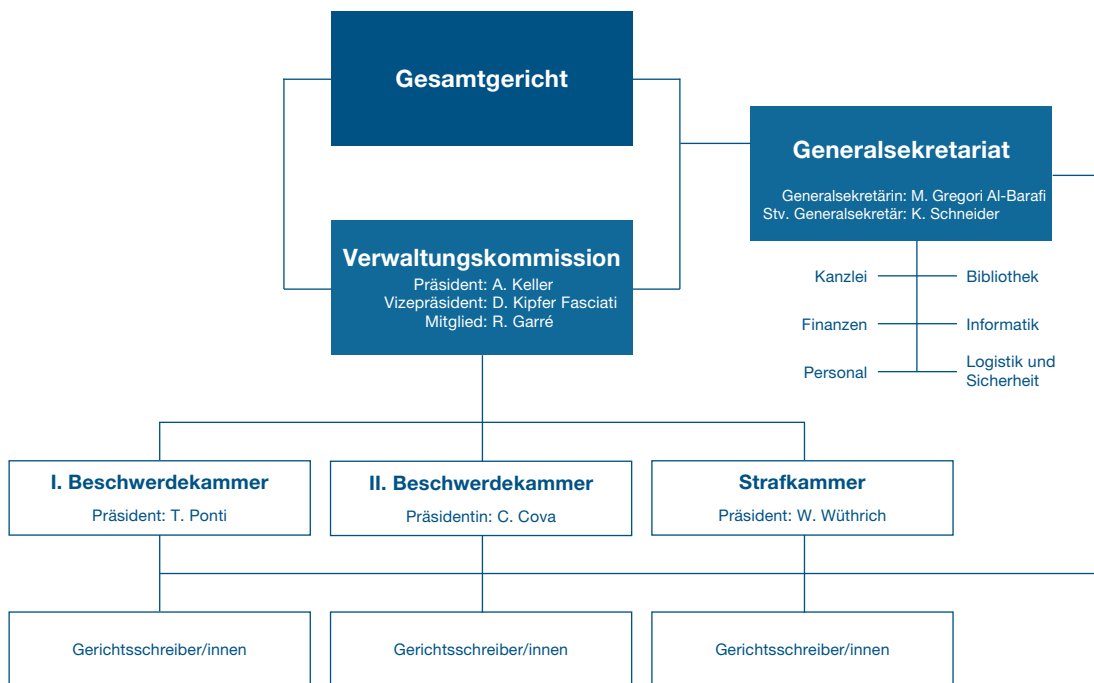 Gesamtgericht
Generalsekretariat
Generalsekretärin: M. Gregori Al-Barafi
Stv. Generalsekretär: K. Schneider
Verwaltungskommission
Präsident: A. Keller
Vizepräsident: D. Kipfer Fasciati
Mitglied: R. Garré
Kanzlei
Bibliothek
Finanzen
Informatik
Personal
Logistik und
Sicherheit
I. Beschwerdekammer
Präsident: T. Ponti
II. Beschwerdekammer
Präsidentin: C. Cova
Strafkammer
Präsident: W. Wüthrich
Gerichtsschreiber/innen
Gerichtsschreiber/innen
Gerichtsschreiber/innen